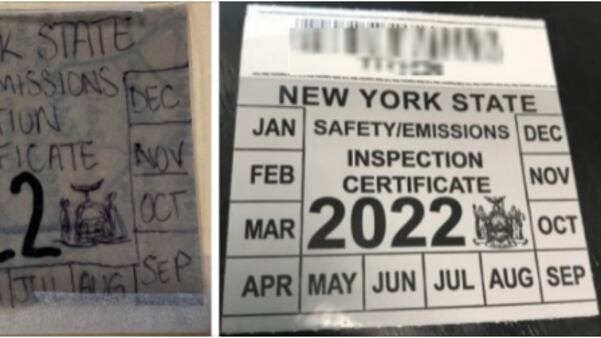 K STATE
MISSIONS
TION
FICATE
DEC
NOV
OCT
SEP
2
JUL
AUG
NEW YORK STATE
SAFETY/EMISSIONS
INSPECTION
CERTIFICATE
2022
JAN
FEB
MAR
APR
MAY
JUN
JUL
AUG
SEP
OCT
NOV
DEC